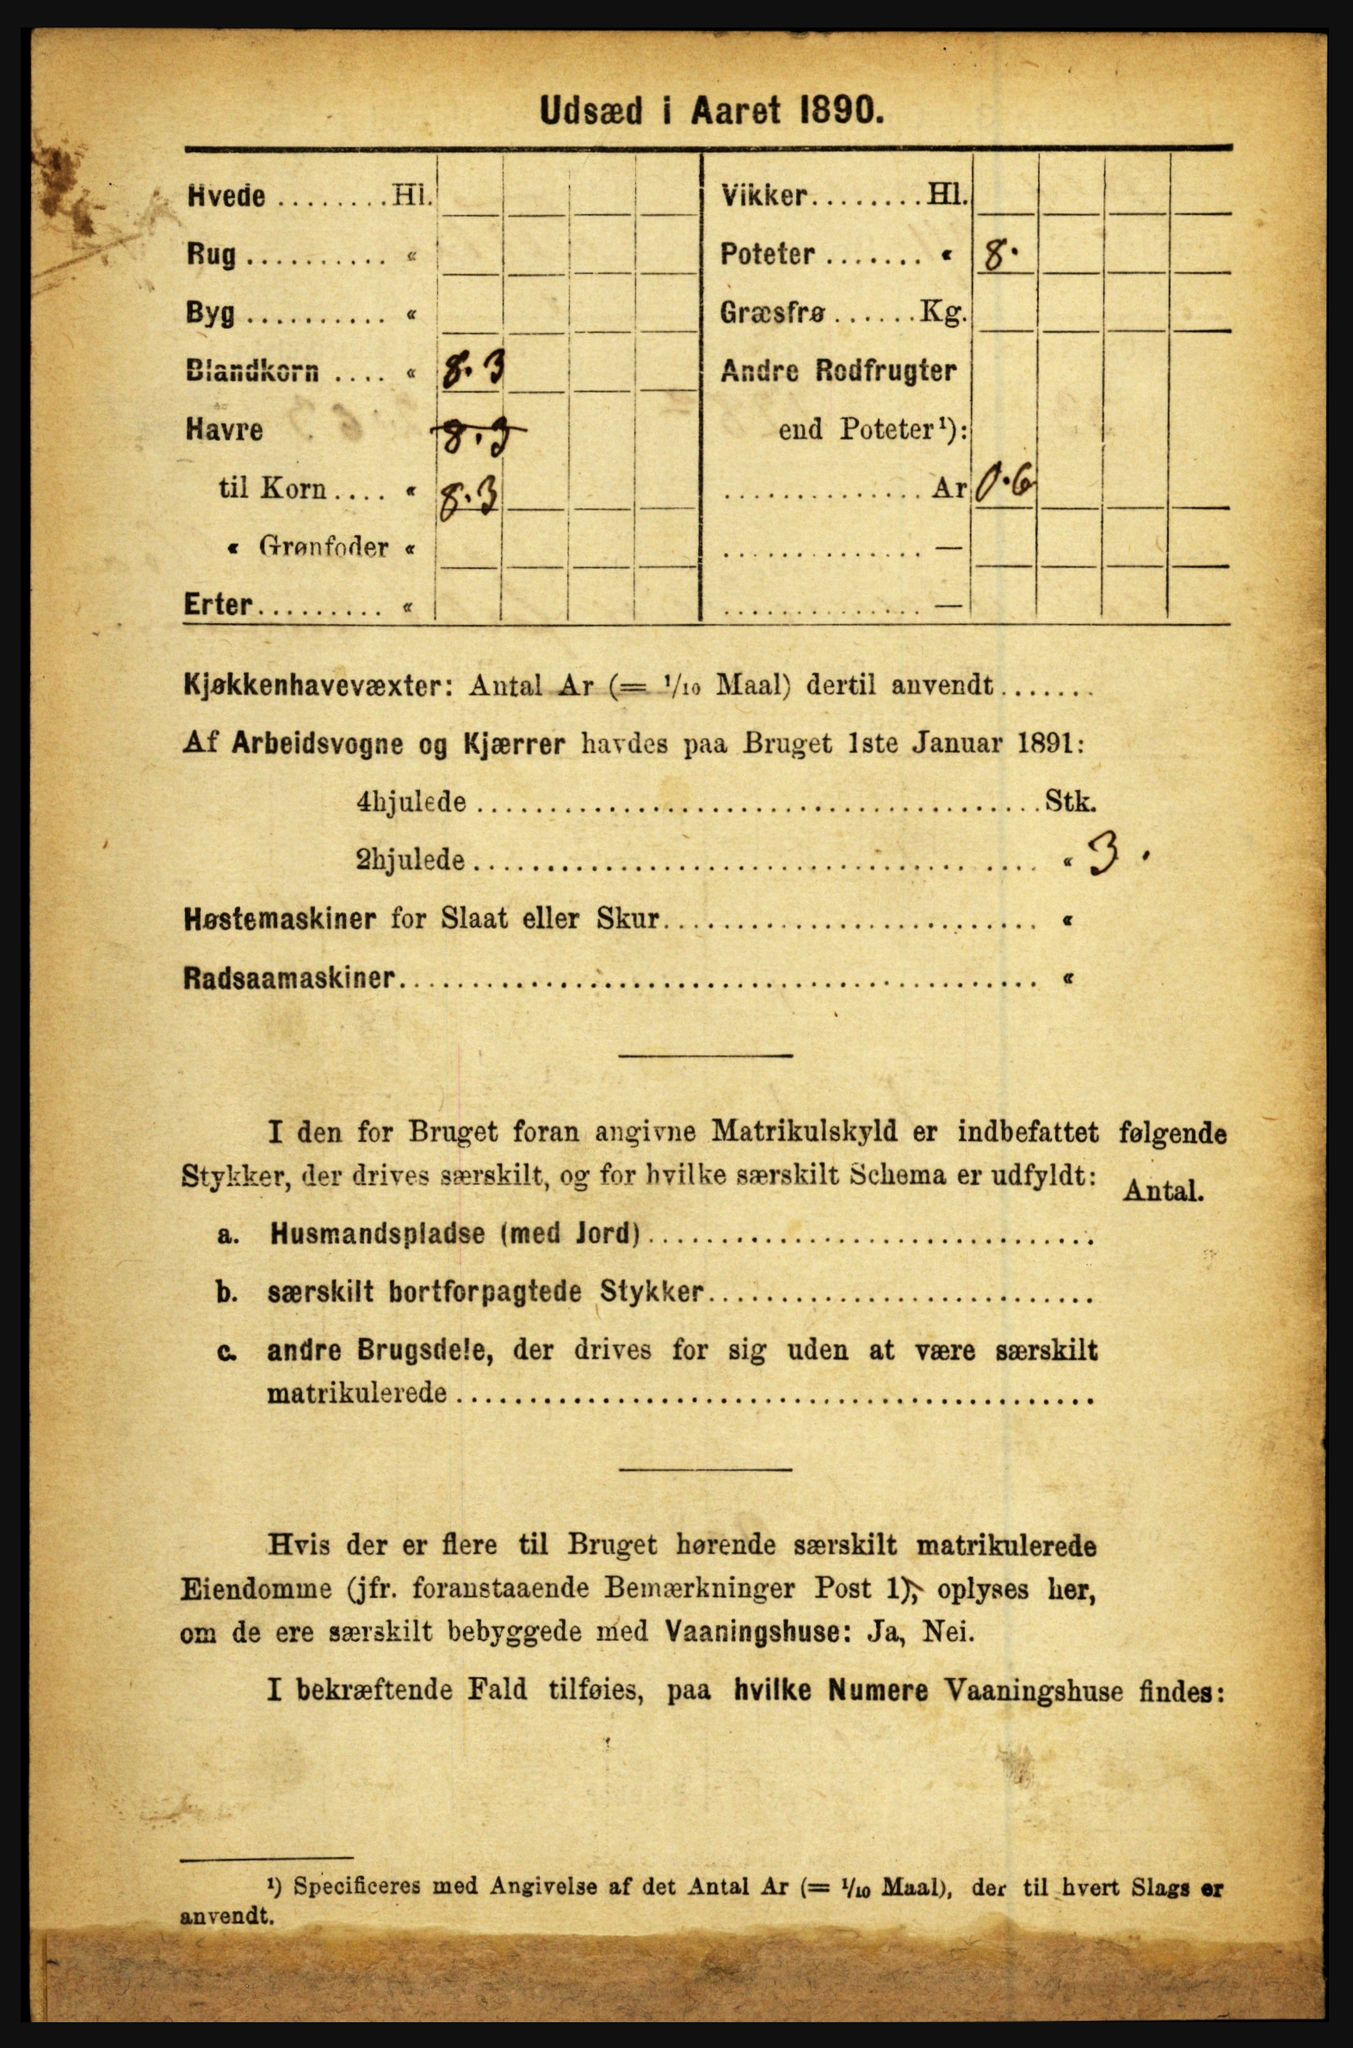 Udsæd i Aaret 1890.
Hvede ........ Hl.
Rug .......... "
Byg .......... "
Blandkorn .... " 8.3
Havre 8.3
til Korn .... " 8.3
" Grønfoder "
Erter ......... "
Vikker ........ Hl.
Poteter ....... " 8.
Græsfrø ...... Kg.
Andre Rodfrugter
end Poteter¹):
.............. Ar 0.6
.............. —
.............. —
Kjøkkenhavevæxter: Antal Ar (= 1/10 Maal) dertil anvendt .......
Af Arbeidsvogne og Kjærrer havdes paa Bruget 1ste Januar 1891:
4hjulede ........................................ Stk.
2hjulede ........................................ " 3.
Høstemaskiner for Slaat eller Skur .......................... "
Radsaamaskiner ............................................ "
I den for Bruget foran angivne Matrikulskyld er indbefattet følgende
Stykker, der drives særskilt, og for hvilke særskilt Schema er udfyldt: Antal.
a. Husmandspladse (med Jord) ...............................
b. særskilt bortforpagtede Stykker ...........................
c. andre Brugsdele, der drives for sig uden at være særskilt
matrikulerede .............................................
Hvis der er flere til Bruget hørende særskilt matrikulerede
Eiendomme (jfr. foranstaaende Bemærkninger Post 1), oplyses her,
om de ere særskilt bebyggede med Vaaningshuse: Ja, Nei.
I bekræftende Fald tilføies, paa hvilke Numere Vaaningshuse findes:
¹) Specificeres med Angivelse af det Antal Ar (= 1/10 Maal), der til hvert Slags er
anvendt.